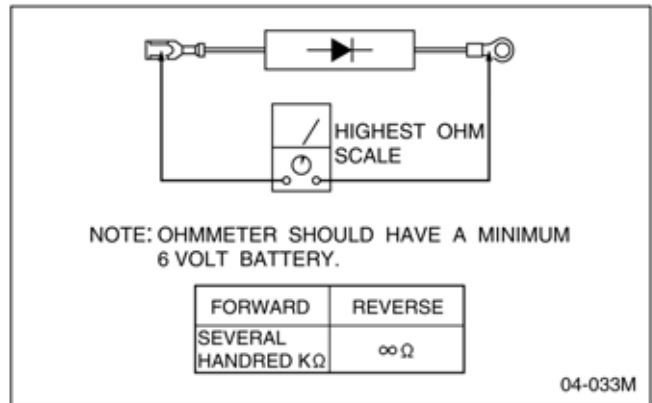 HIGHEST OHM
SCALE
NOTE: OHMMETER SHOULD HAVE A MINIMUM
6 VOLT BATTERY.
FORWARD REVERSE
SEVERAL
HANDRED KΩ ∞ Ω
04-033M